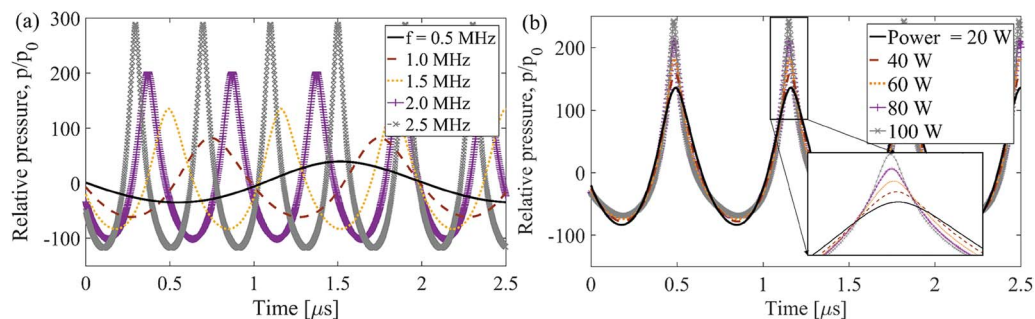 (a)
300
200
100
0
-100
Relative pressure, p/p0
0
0.5
1
1.5
2
2.5
Time [μs]
f = 0.5 MHz
1.0 MHz
1.5 MHz
2.0 MHz
2.5 MHz
(b)
200
100
0
-100
Relative pressure, p/p0
0
0.5
1
1.5
2
2.5
Time [μs]
Power = 20 W
40 W
60 W
80 W
100 W